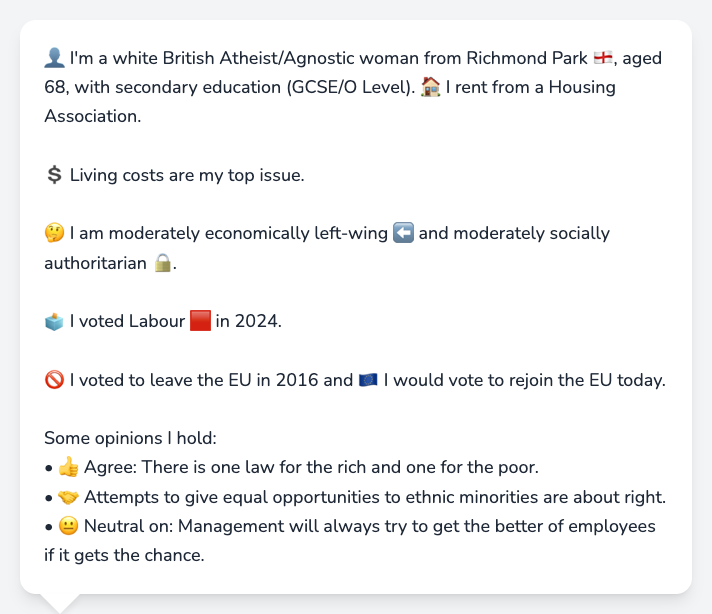 👤 I'm a white British Atheist/Agnostic woman from Richmond Park 🏴󠁧󠁢󠁥󠁮󠁧󠁿, aged
68, with secondary education (GCSE/O Level). 🏠 I rent from a Housing
Association.
💲 Living costs are my top issue.
🤔 I am moderately economically left-wing ⬅️ and moderately socially
authoritarian 🔒.
🗳️ I voted Labour 🟥 in 2024.
🚫 I voted to leave the EU in 2016 and 🇪🇺 I would vote to rejoin the EU today.
Some opinions I hold:
• 👍 Agree: There is one law for the rich and one for the poor.
• 🤝 Attempts to give equal opportunities to ethnic minorities are about right.
• 😐 Neutral on: Management will always try to get the better of employees
if it gets the chance.